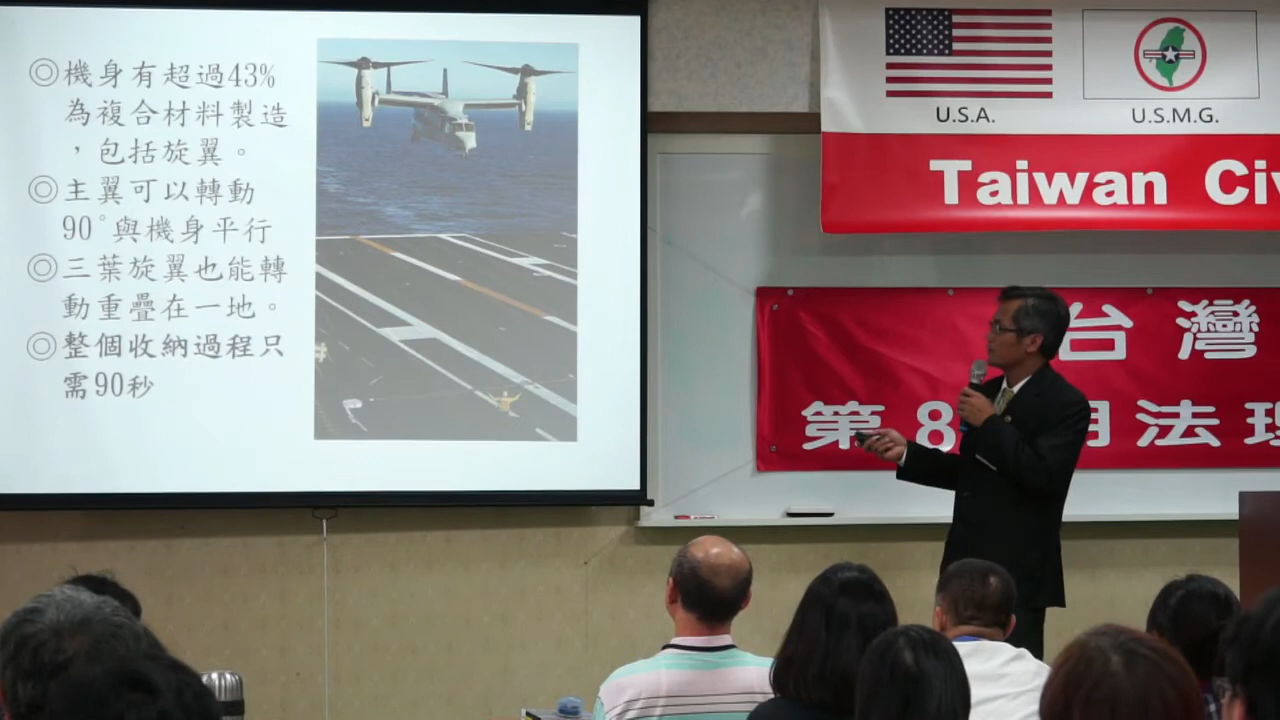 ◎機身有超過43%
為複合材料製造
，包括旋翼。
◎主翼可以轉動
90°與機身平行
◎三葉旋翼也能轉
動重疊在一地。
◎整個收納過程只
需90秒
U.S.A.
U.S.M.G.
Taiwan Civ
台灣
第8 期法理